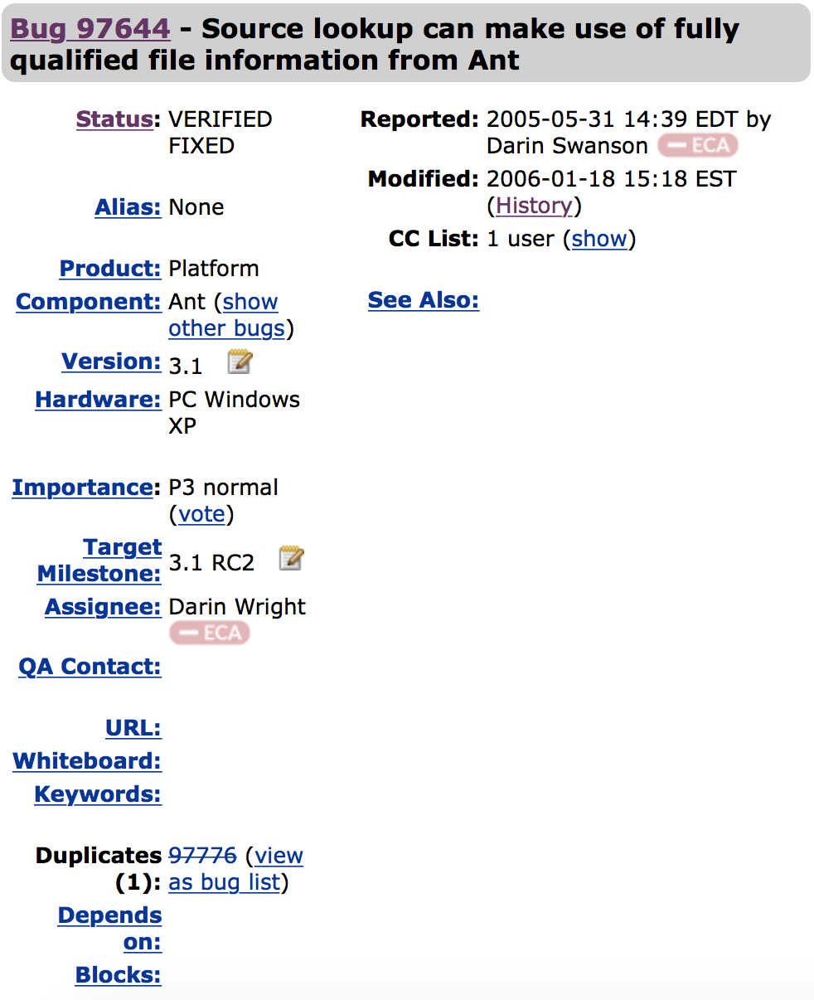 Bug 97644 - Source lookup can make use of fully
qualified file information from Ant
Status: VERIFIED
FIXED
Alias: None
Product: Platform
Component: Ant (show
other bugs)
Version: 3.1
Hardware: PC Windows
XP
Importance: P3 normal
(vote)
Target
Milestone: 3.1 RC2
Assignee: Darin Wright
ECA
QA Contact:
URL:
Whiteboard:
Keywords:
Duplicates
(1): 97776 (view
as bug list)
Depends
on:
Blocks:
Reported: 2005-05-31 14:39 EDT by
Darin Swanson ECA
Modified: 2006-01-18 15:18 EST
(History)
CC List: 1 user (show)
See Also: